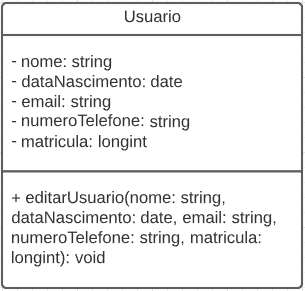 Usuario
- nome: string
- dataNascimento: date
- email: string
- numeroTelefone: string
- matricula: longint
+ editarUsuario(nome: string,
dataNascimento: date, email: string,
numeroTelefone: string, matricula:
longint): void